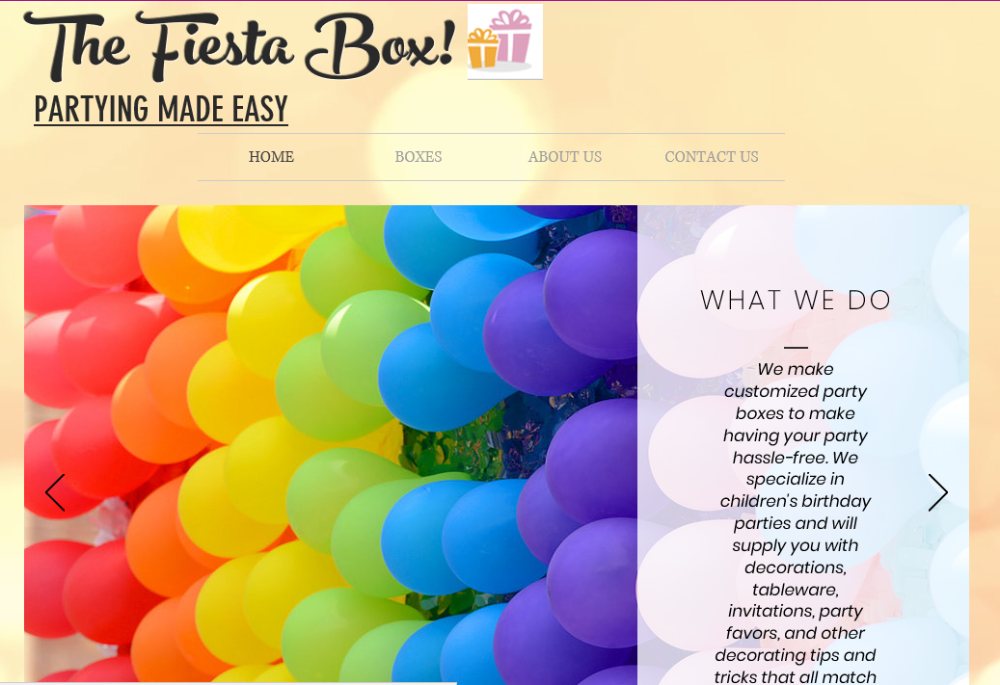 The Fiesta Box!
PARTYING MADE EASY
HOME BOXES ABOUT US CONTACT US
WHAT WE DO
We make
customized party
boxes to make
having your party
hassle-free. We
specialize in
children's birthday
parties and will
supply you with
decorations,
tableware,
invitations, party
favors, and other
decorating tips and
tricks that all match